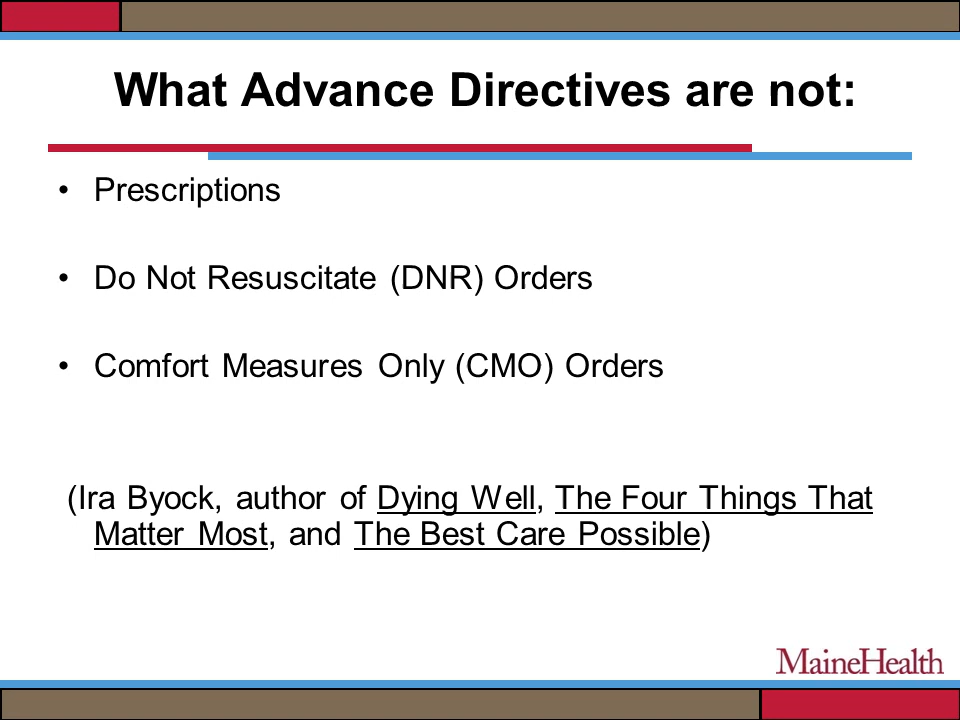 What Advance Directives are not:
• Prescriptions
• Do Not Resuscitate (DNR) Orders
• Comfort Measures Only (CMO) Orders
(Ira Byock, author of Dying Well, The Four Things That
Matter Most, and The Best Care Possible)
MaineHealth